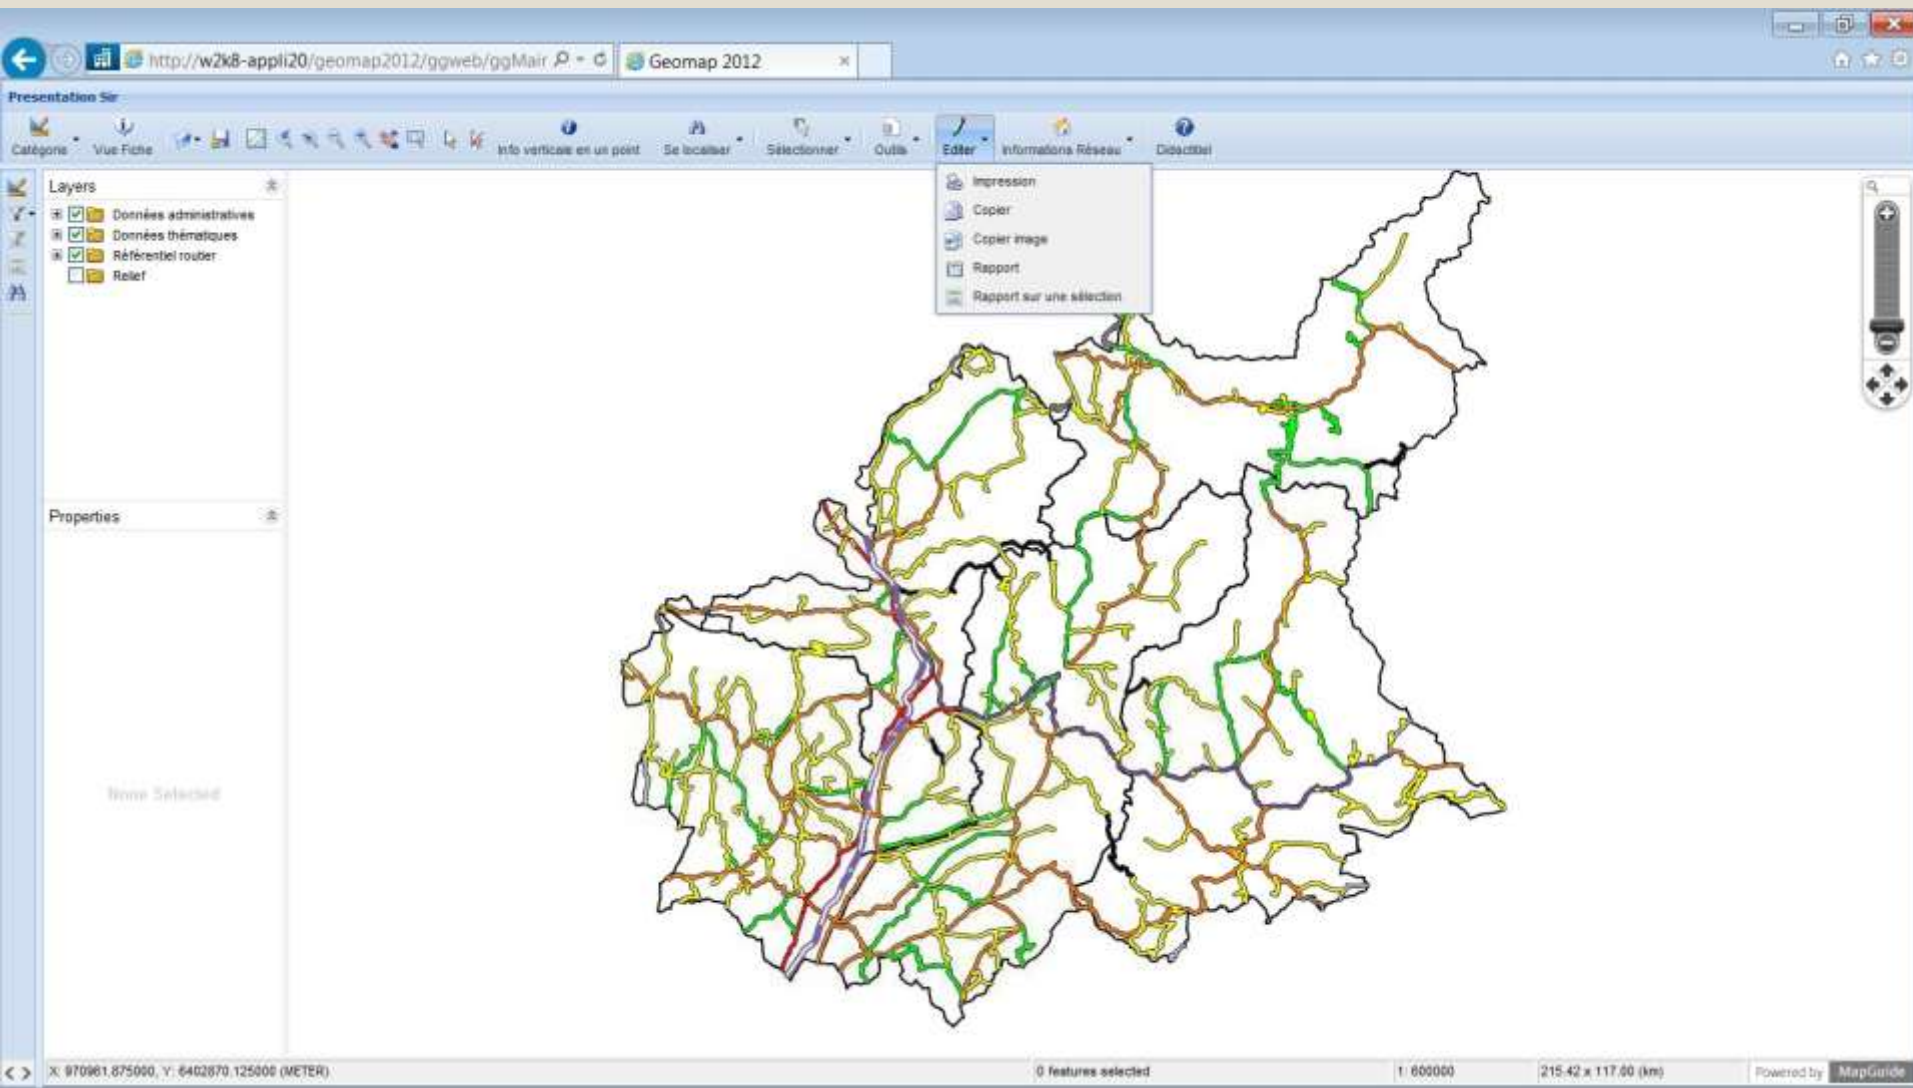 http://w2k8-appli20/geomap2012/ggweb/ggMair
Geomap 2012
Presentation Sir
Catégorie
Vue Fiche
Info verticale en un point
Se localiser
Sélectionner
Outils
Editer
Informations Réseau
Didactitiel
Impression
Copier
Copier image
Rapport
Rapport sur une sélection
Layers
Données administratives
Données thématiques
Référentiel routier
Relief
Properties
None Selected
X: 970961.875000, Y: 6402870.125000 (METER)
0 features selected
1: 600000
215.42 x 117.00 (km)
Powered by MapGuide